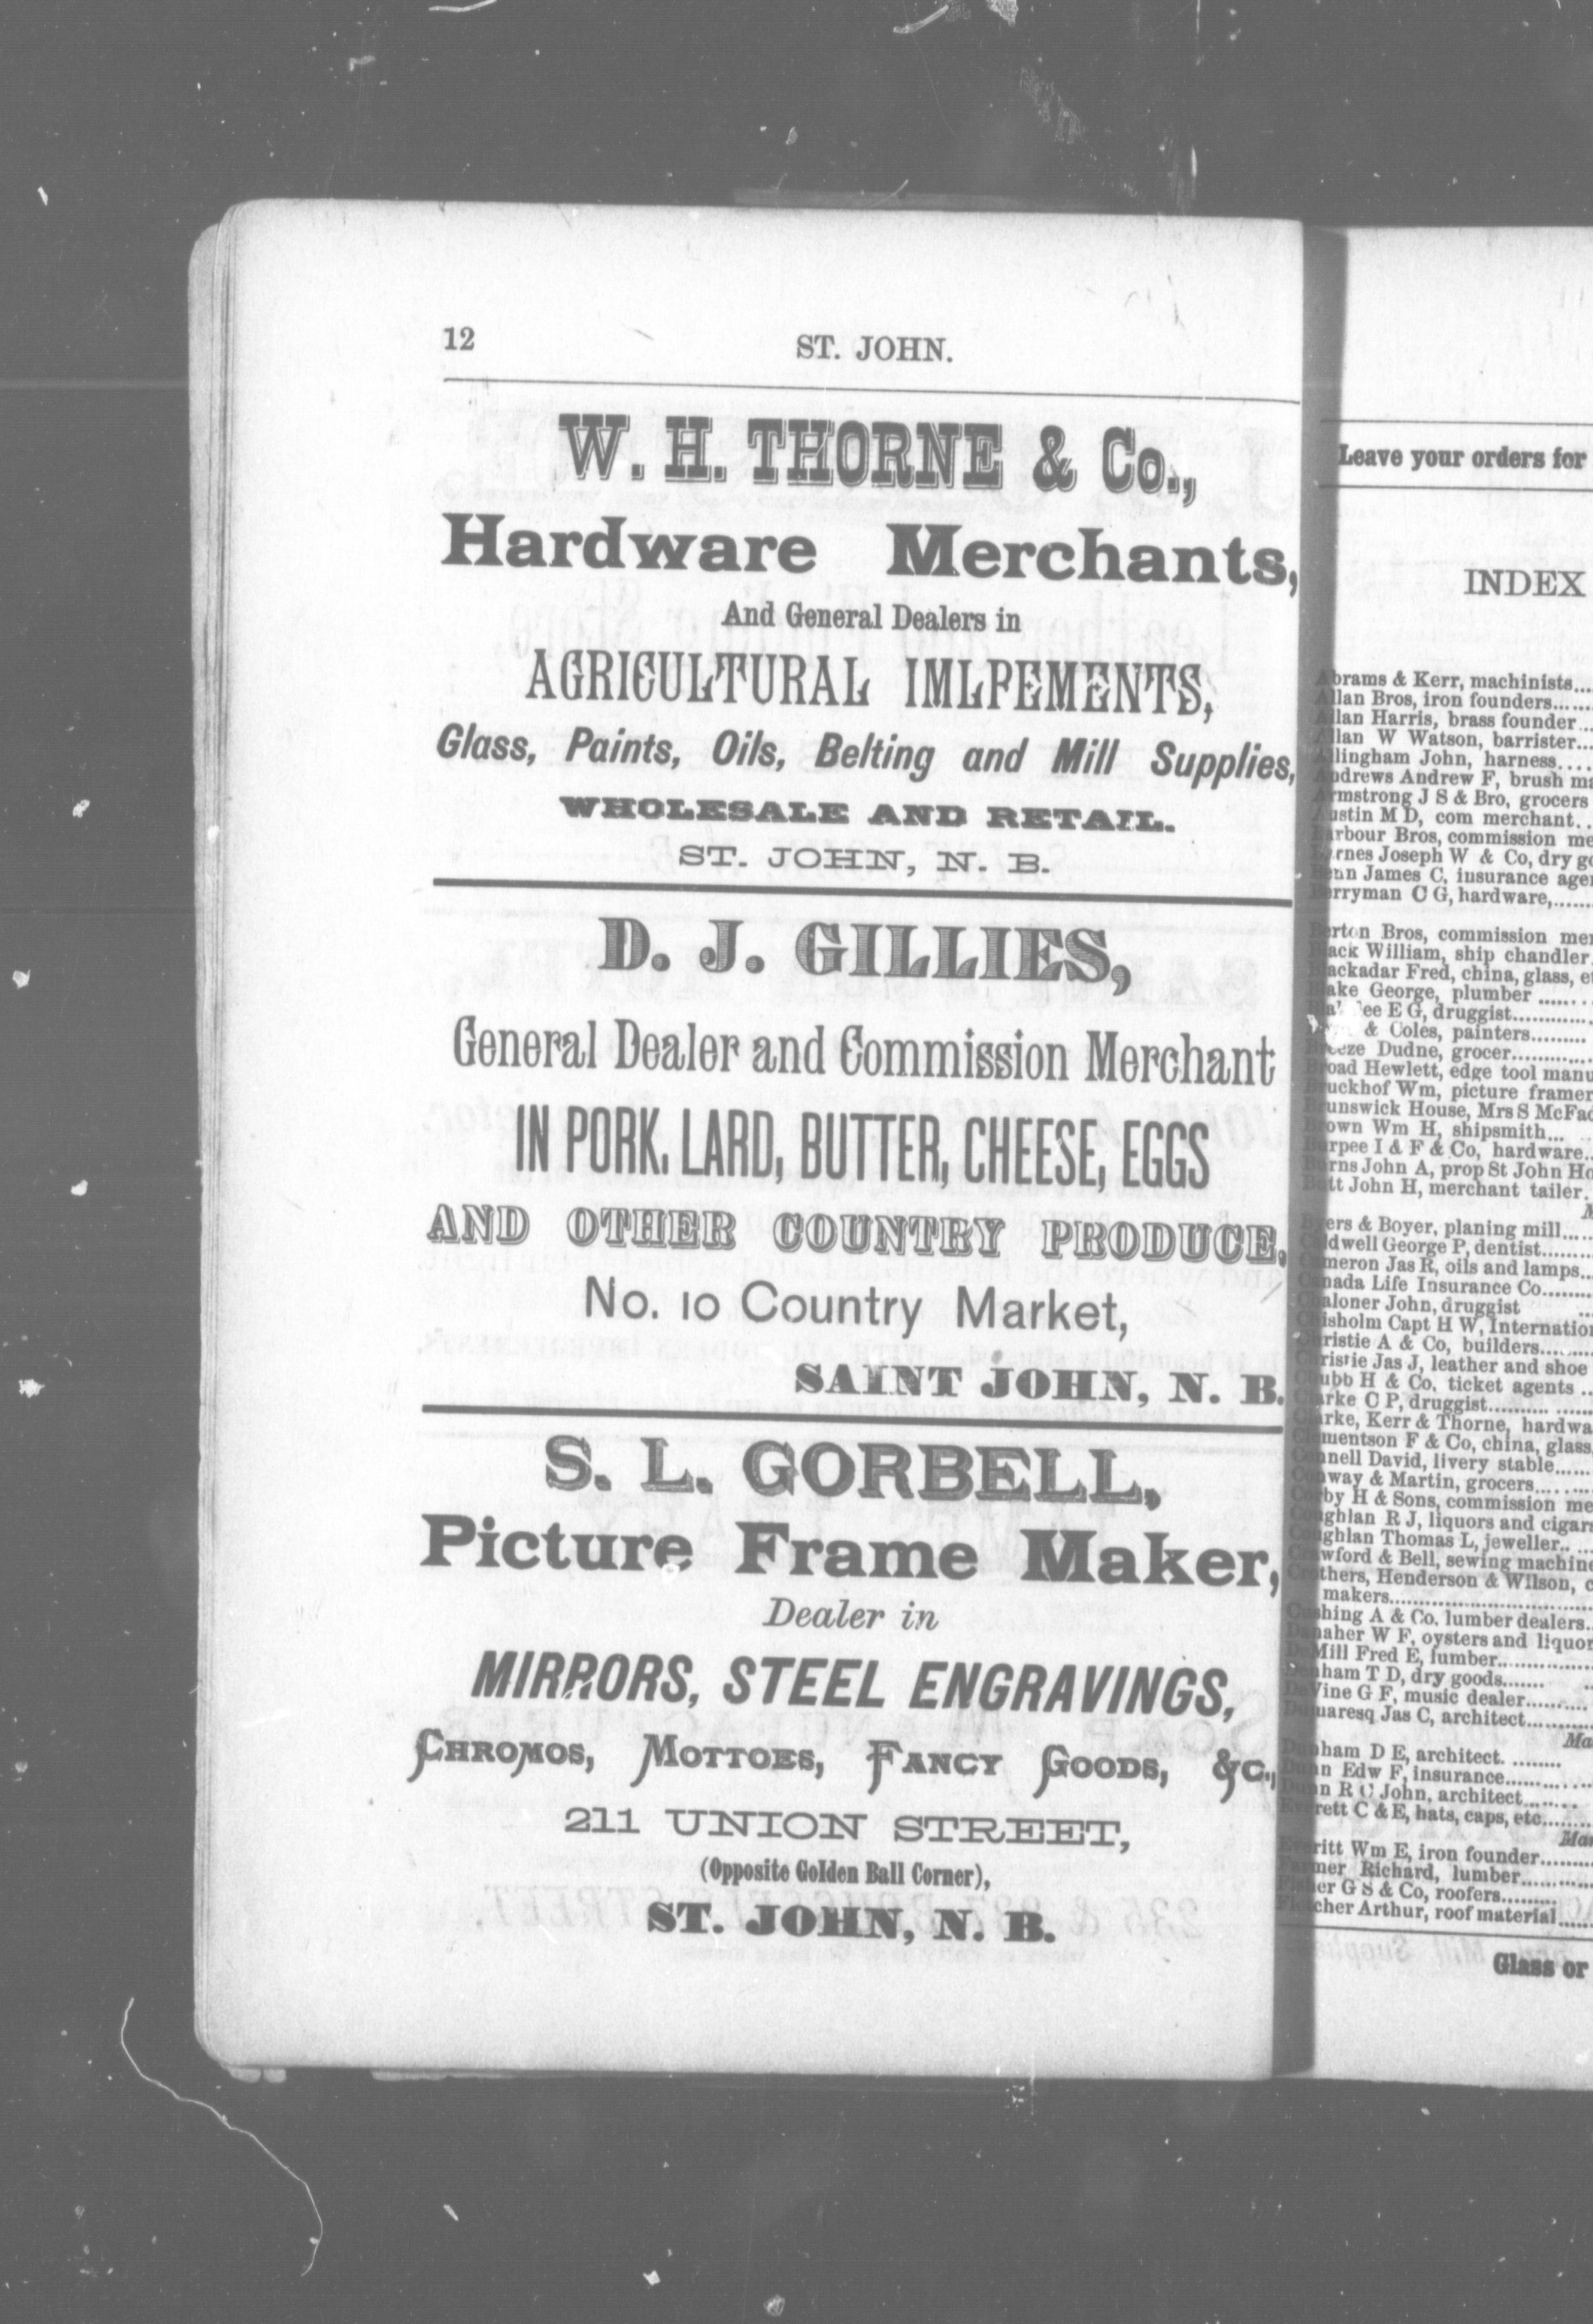 12
ST. JOHN.
W. H. THORNE & Co.,
Hardware Merchants,
And General Dealers in
AGRICULTURAL IMLPEMENTS,
Glass, Paints, Oils, Belting and Mill Supplies,
WHOLESALE AND RETAIL.
ST. JOHN, N. B.
D. J. GILLIES,
General Dealer and Commission Merchant
IN PORK, LARD, BUTTER, CHEESE, EGGS
AND OTHER COUNTRY PRODUCE,
No. 10 Country Market,
SAINT JOHN, N. B.
S. L. GORBELL,
Picture Frame Maker,
Dealer in
MIRRORS, STEEL ENGRAVINGS,
CHROMOS, MOTTOES, FANCY GOODS, &C.,
211 UNION STREET,
(Opposite Golden Ball Corner),
ST. JOHN, N. B.
Leave your orders for
INDEX
Abrams & Kerr, machinists....
Allan Bros, iron founders.......
Allan Harris, brass founder...
Allan W Watson, barrister...
Allingham John, harness....
Andrews Andrew F, brush
Armstrong J S & Bro, grocers
Austin M D, com merchant..
Barbour Bros, commission
Barnes Joseph W & Co, dry
Benn James C, insurance
Berryman C G, hardware,.......
Berton Bros, commission
Black William, ship chandler
Blackadar Fred, china, glass,
Blake George, plumber .......
E G, druggist............
& Coles, painters.........
Breeze Dudne, grocer............
Broad Hewlett, edge tool
Bruckhof Wm, picture framer
Brunswick House, Mrs S
Brown Wm H, shipsmith...
Burpee I & F & Co, hardware..
Burns John A, prop St John
Butt John H, merchant tailer.
& Boyer, planing mill.....
Caldwell George P, dentist.........
Cameron Jas R, oils and lamps...
Canada Life Insurance Co........
Chaloner John, druggist
Chisholm Capt H W,
Christie A & Co, builders.........
Christie Jas J, leather and shoe
Chubb H & Co, ticket agents ..
Clarke C P, druggist.......... ......
Clarke, Kerr & Thorne,
Clementson F & Co, china, glass
Connell David, livery stable......
Conway & Martin, grocers.........
Corby H & Sons, commission
Coughlan R J, liquors and cigars
Coughlan Thomas L, jeweller.. ...
Crawford & Bell, sewing
Crothers, Henderson & Wilson,
makers..............................
Cushing A & Co, lumber dealers..
Danaher W F, oysters and
DeMill Fred E, lumber..............
Denham T D, dry goods.......
DeVine G F, music dealer..........
Dumaresq Jas C, architect...........
Dunham D E, architect. ........
Dunn Edw F, insurance............
Dunn R C John, architect........
Everett C & E, hats, caps, etc........
Everitt Wm E, iron founder.........
Farmer Richard, lumber............
Fisher G S & Co, roofers.........
Fletcher Arthur, roof material......
Glass or